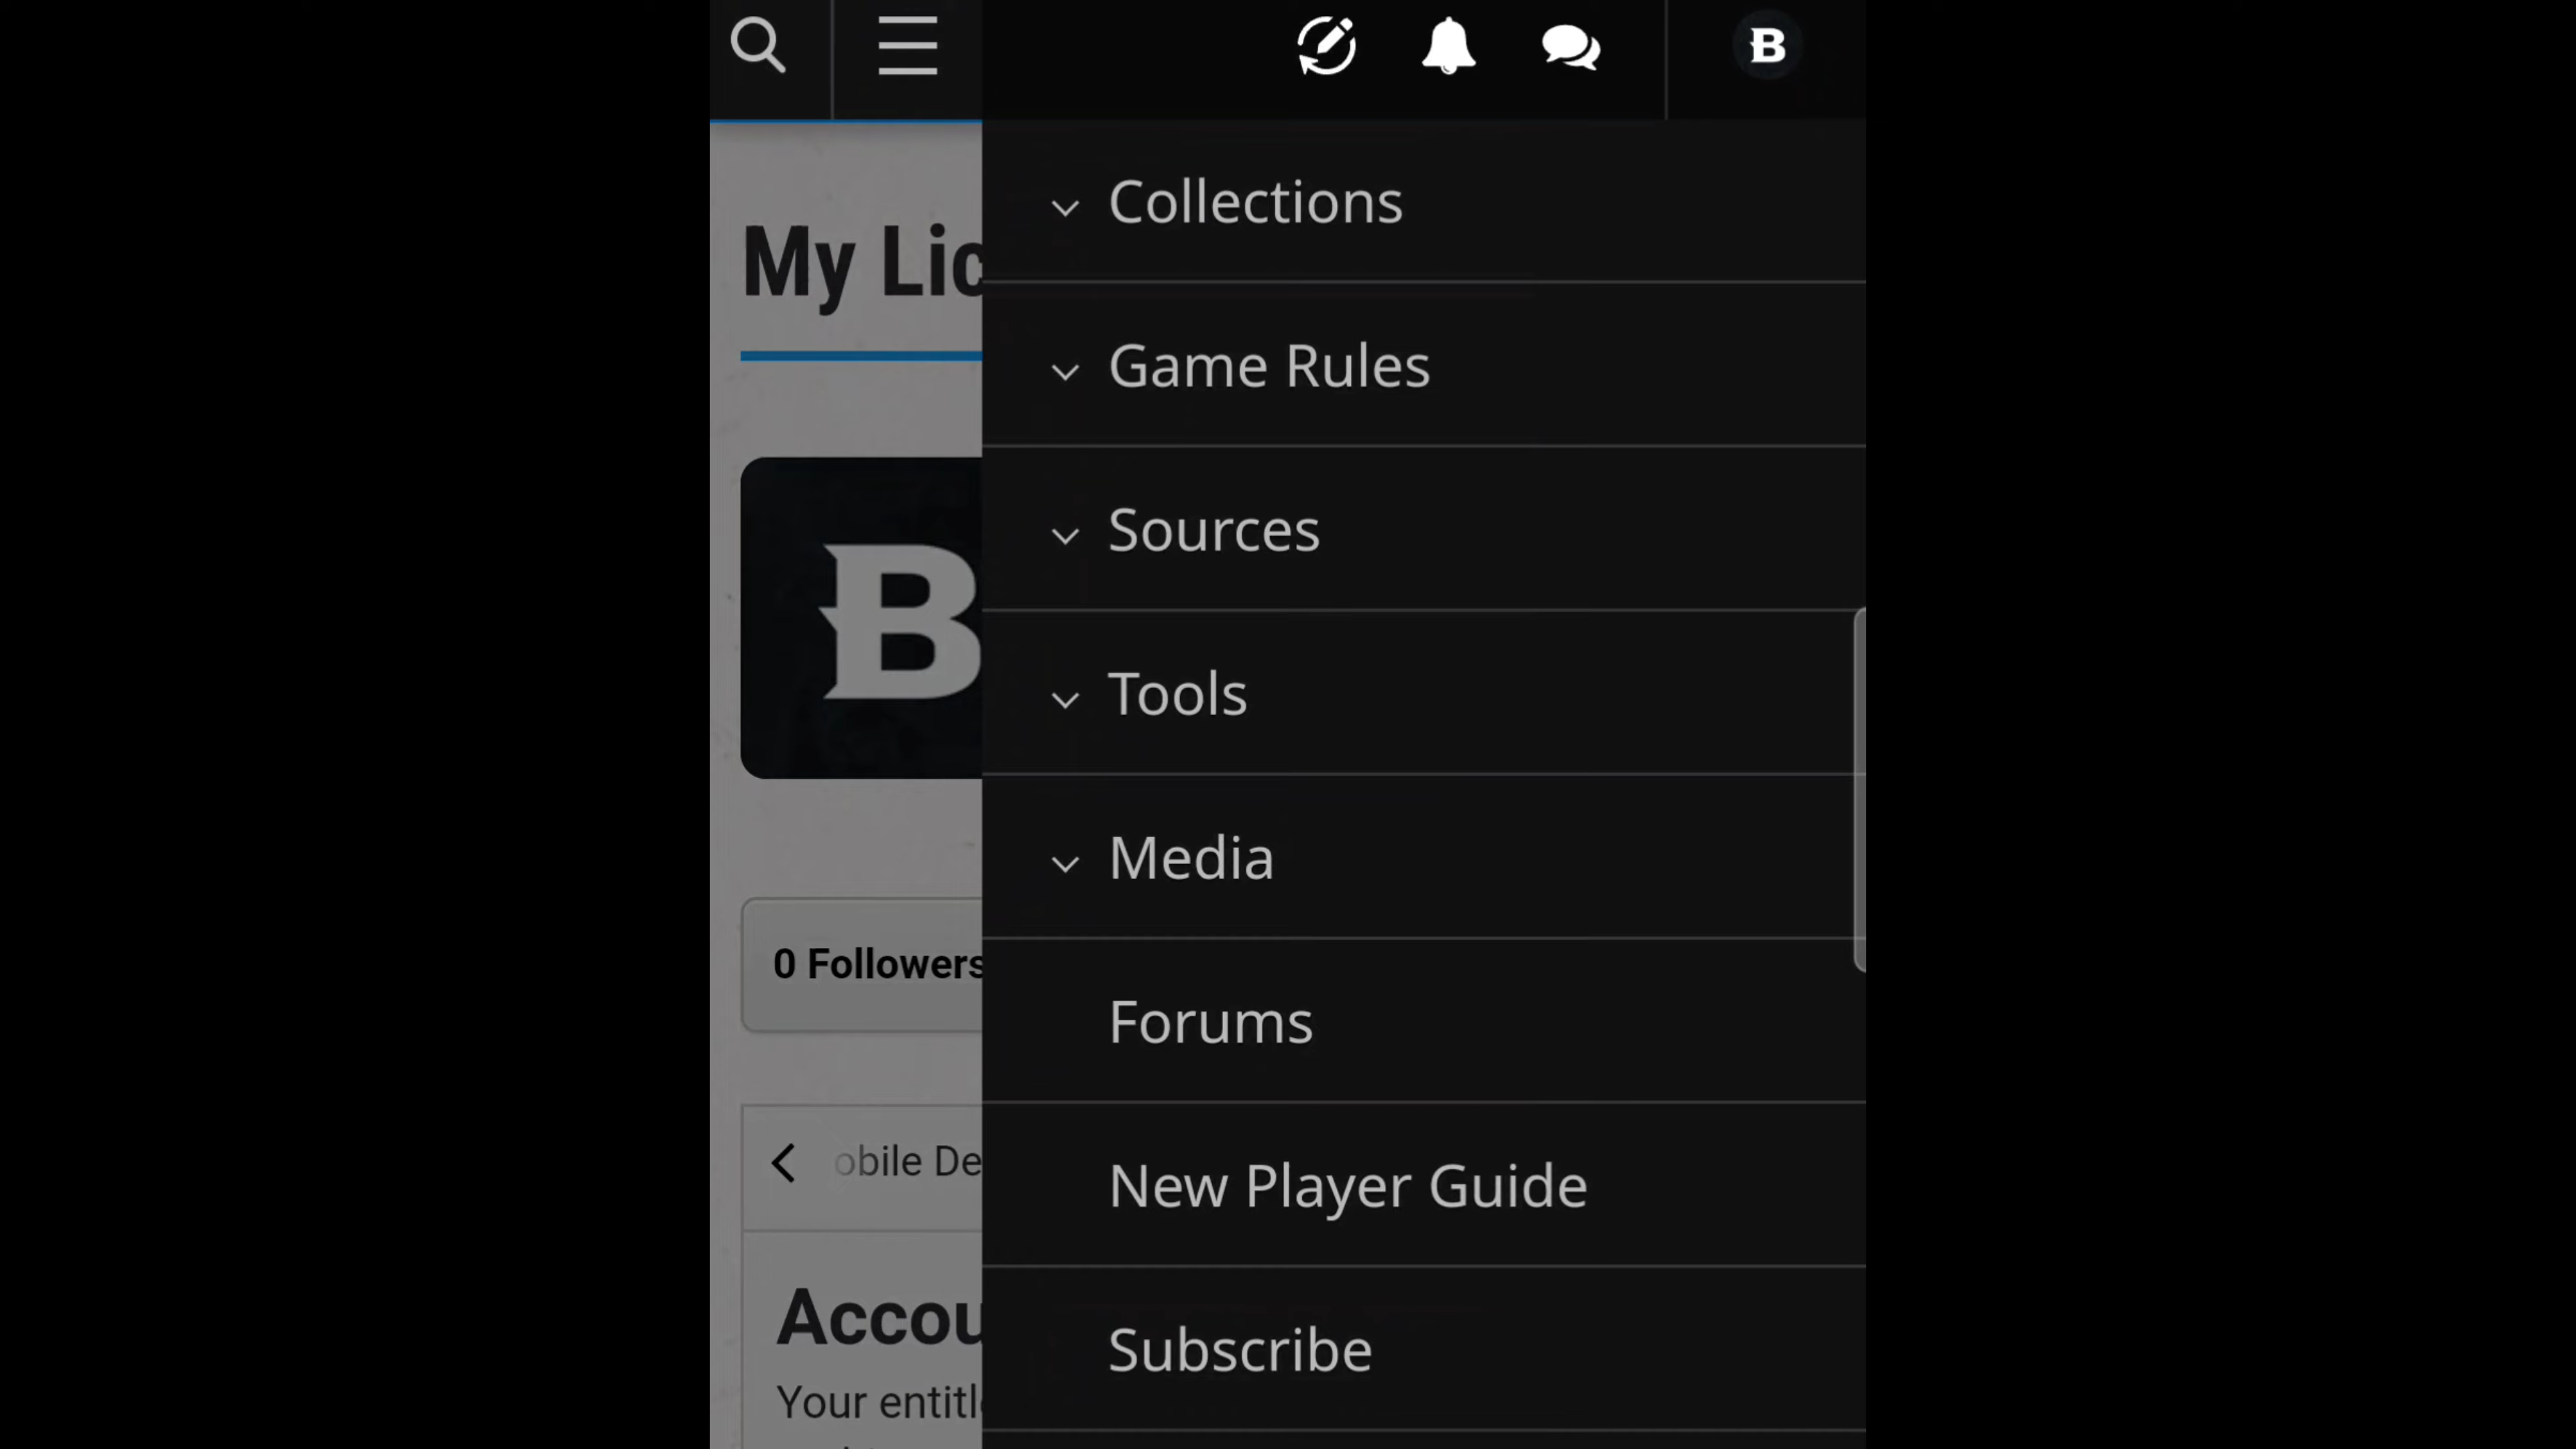 B
Collections
My Lic
Game Rules
Sources
B
Tools
Media
0 Followers
Forums
obile De
New Player Guide
Accou
Subscribe
Your entitl